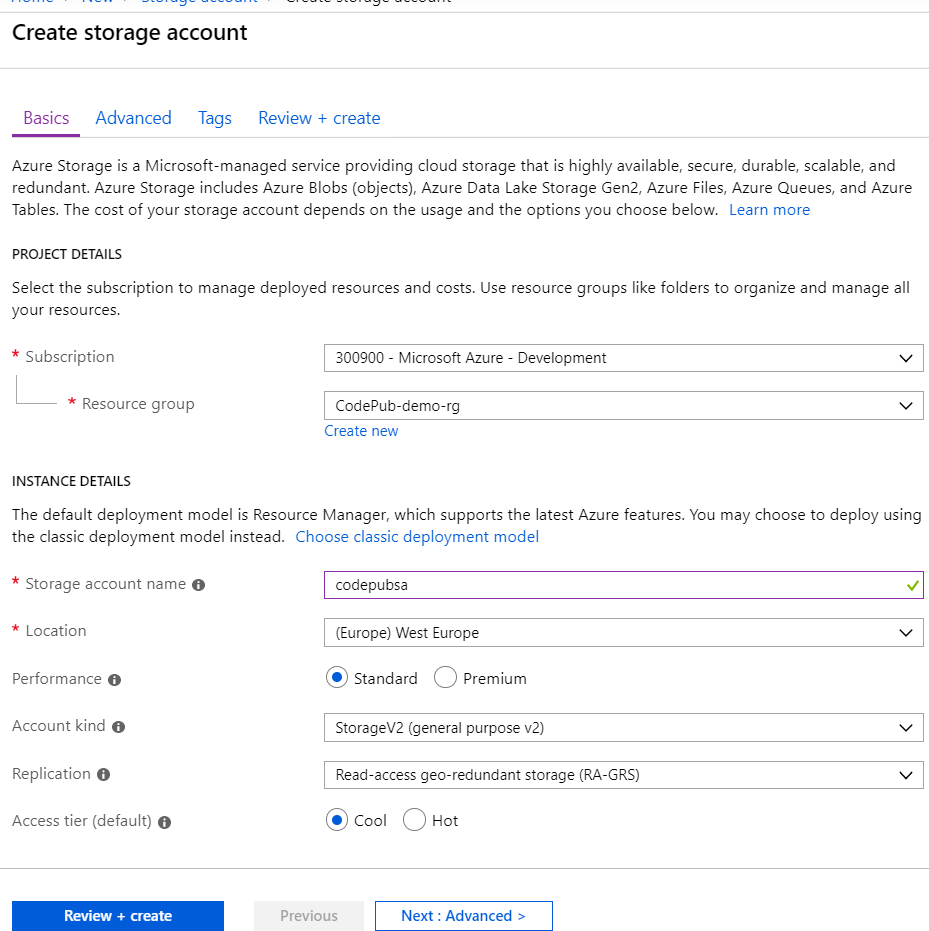 Home > New > Storage account > Create storage account
Create storage account
Basics Advanced Tags Review + create
Azure Storage is a Microsoft-managed service providing cloud storage that is highly available, secure, durable, scalable, and
redundant. Azure Storage includes Azure Blobs (objects), Azure Data Lake Storage Gen2, Azure Files, Azure Queues, and Azure
Tables. The cost of your storage account depends on the usage and the options you choose below. Learn more
PROJECT DETAILS
Select the subscription to manage deployed resources and costs. Use resource groups like folders to organize and manage all
your resources.
* Subscription 300900 - Microsoft Azure - Development
* Resource group CodePub-demo-rg
Create new
INSTANCE DETAILS
The default deployment model is Resource Manager, which supports the latest Azure features. You may choose to deploy using
the classic deployment model instead. Choose classic deployment model
* Storage account name codepubsa
* Location (Europe) West Europe
Performance Standard Premium
Account kind StorageV2 (general purpose v2)
Replication Read-access geo-redundant storage (RA-GRS)
Access tier (default) Cool Hot
Review + create Previous Next : Advanced >